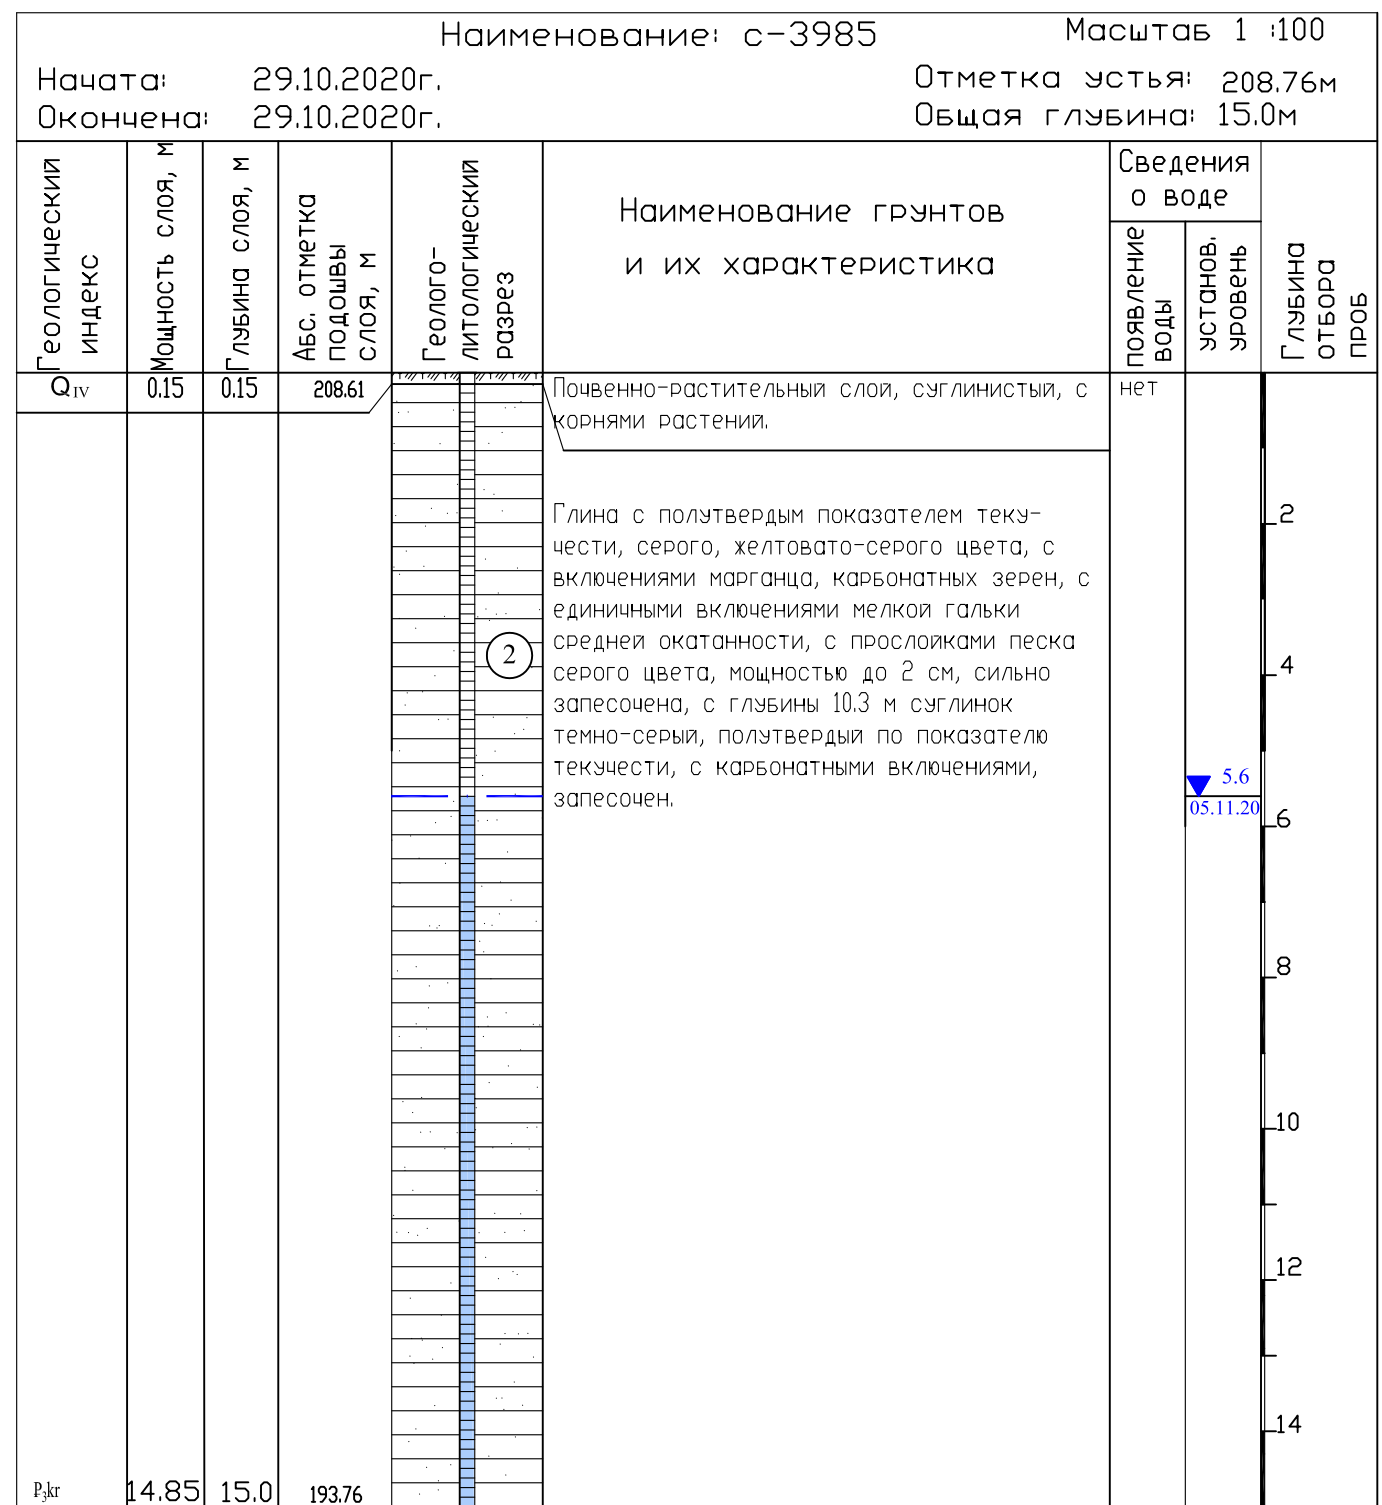 Наименование: с-3985
Масштаб 1 :100
Начата: 29.10.2020г.
Отметка устья: 208.76м
Окончена: 29.10.2020г.
Общая глубина: 15.0м
Геологический
индекс
Мощность слоя, м
Глубина слоя, м
Абс. отметка
подошвы
слоя, м
Геолого-
литологический
разрез
Наименование грунтов
и их характеристика
Сведения
о воде
появление
воды
установ.
уровень
Глубина
отбора
проб
QIV 0.15 0.15 208.61
Почвенно-растительный слой, суглинистый, с
корнями растений.
нет
Глина с полутвердым показателем теку-
чести, серого, желтовато-серого цвета, с
включениями марганца, карбонатных зерен, с
единичными включениями мелкой гальки
средней окатанности, с прослойками песка
серого цвета, мощностью до 2 см, сильно
запесочена, с глубины 10.3 м суглинок
темно-серый, полутвердый по показателю
текучести, с карбонатными включениями,
запесочен.
2
5.6
05.11.20
2
4
6
8
10
12
14
P₃kr 14.85 15.0 193.76